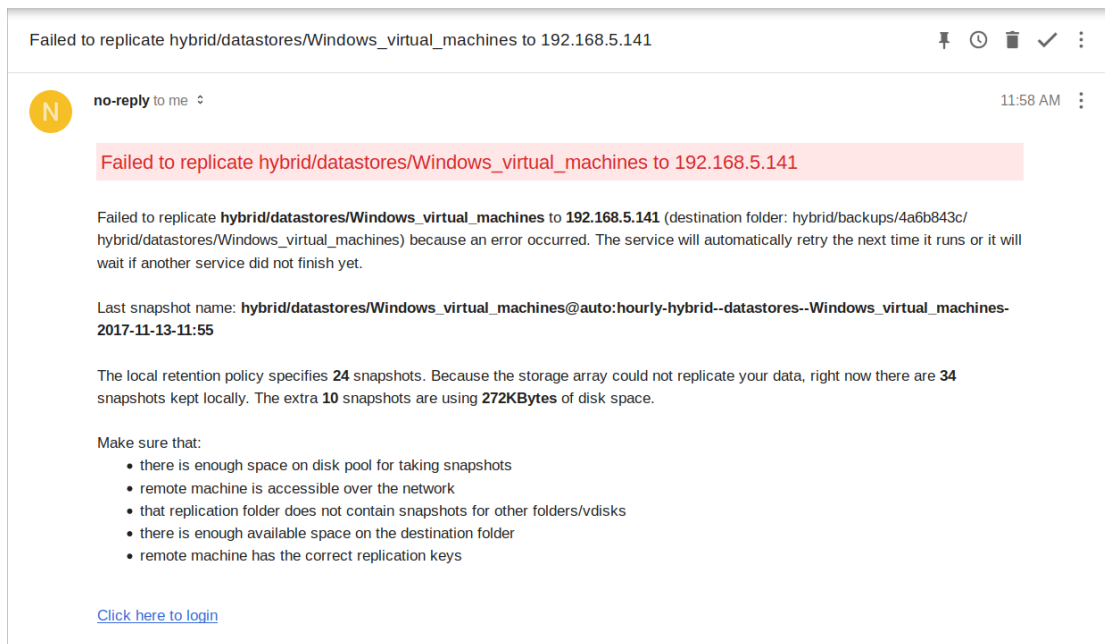 Failed to replicate hybrid/datastores/Windows_virtual_machines to 192.168.5.141
N
no-reply to me
11:58 AM
Failed to replicate hybrid/datastores/Windows_virtual_machines to 192.168.5.141
Failed to replicate hybrid/datastores/Windows_virtual_machines to 192.168.5.141 (destination folder: hybrid/backups/4a6b843c/
hybrid/datastores/Windows_virtual_machines) because an error occurred. The service will automatically retry the next time it runs or it will
wait if another service did not finish yet.
Last snapshot name: hybrid/datastores/Windows_virtual_machines@auto:hourly-hybrid--datastores--Windows_virtual_machines-
2017-11-13-11:55
The local retention policy specifies 24 snapshots. Because the storage array could not replicate your data, right now there are 34
snapshots kept locally. The extra 10 snapshots are using 272KBytes of disk space.
Make sure that:
• there is enough space on disk pool for taking snapshots
• remote machine is accessible over the network
• that replication folder does not contain snapshots for other folders/vdisks
• there is enough available space on the destination folder
• remote machine has the correct replication keys
Click here to login